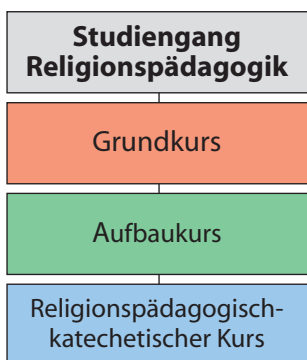 Studiengang
Religionspädagogik
Grundkurs
Aufbaukurs
Religionspädagogisch-
katechetischer Kurs